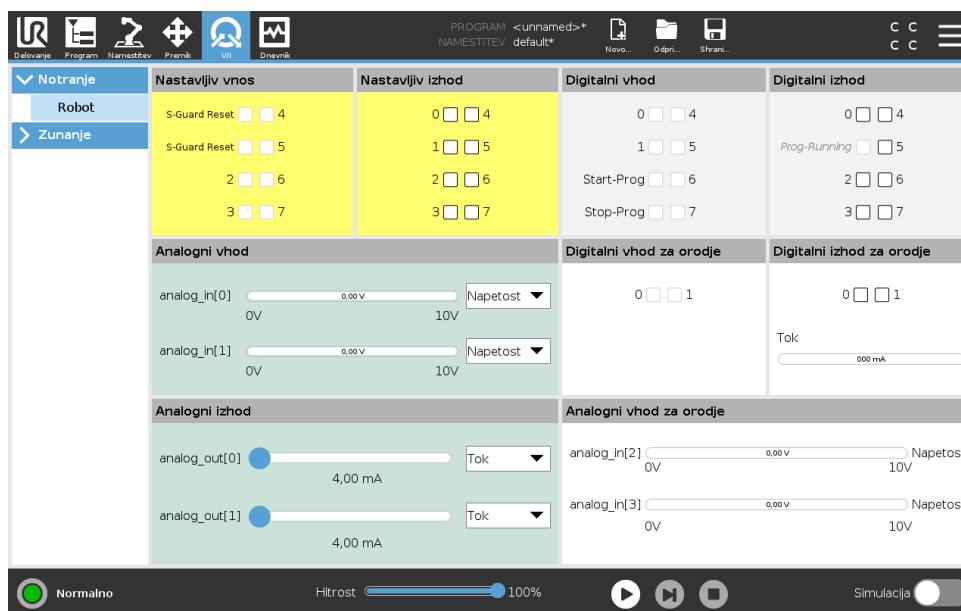 PROGRAM <unnamed>*
NAMESTITEV default*
C C
C C
UR
Delovanje Program Namestitev Premik V/I Dnevnik Novo... Odpri... Shrani...
Notranje
Robot
Zunanje
Nastavljiv vnos
S-Guard Reset 4
S-Guard Reset 5
2 6
3 7
Nastavljiv izhod
0 4
1 5
2 6
3 7
Digitalni vhod
0 4
1 5
Start-Prog 6
Stop-Prog 7
Digitalni izhod
0 4
Prog-Running 5
2 6
3 7
Analogni vhod
analog_in[0] 0,00 V Napetost
0V 10V
analog_in[1] 0,00 V Napetost
0V 10V
Digitalni vhod za orodje
0 1
Digitalni izhod za orodje
0 1
Tok
000 mA
Analogni izhod
analog_out[0] Tok
4,00 mA
analog_out[1] Tok
4,00 mA
Analogni vhod za orodje
analog_in[2] 0,00 V Napetos
0V 10V
analog_in[3] 0,00 V Napetos
0V 10V
Normalno Hitrost 100% Simulacija